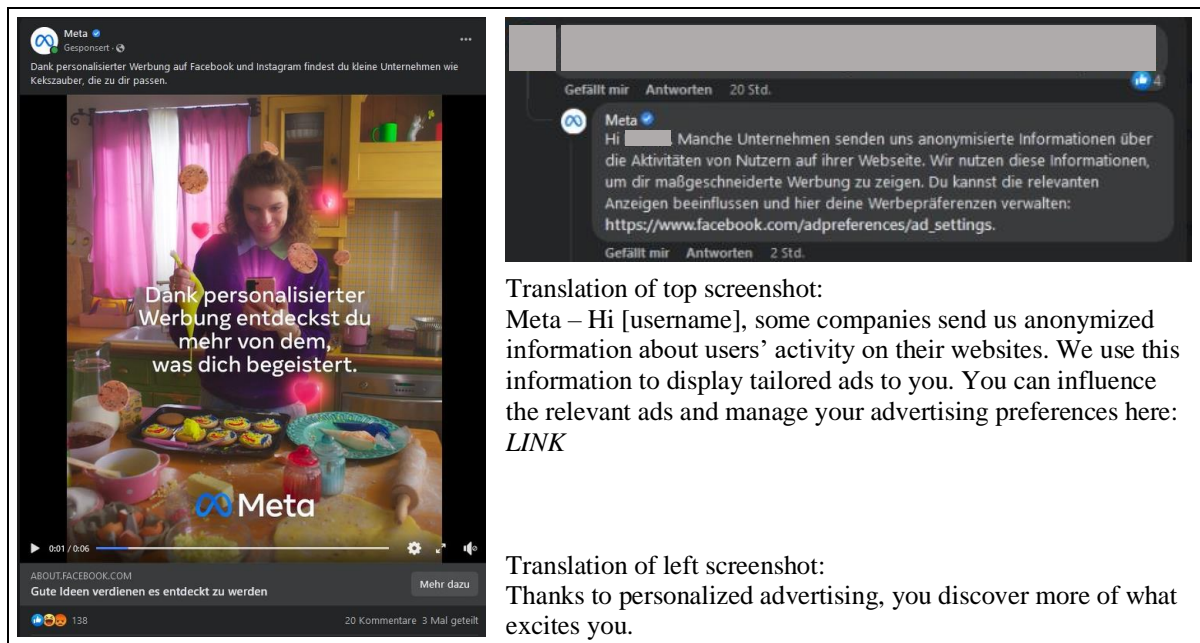 Meta
Gesponsert ·
Dank personalisierter Werbung auf Facebook und Instagram findest du kleine Unternehmen wie
Kekszauber, die zu dir passen.
Dank personalisierter
Werbung entdeckst du
mehr von dem,
was dich begeistert.
Meta
0:01 / 0:06
ABOUT.FACEBOOK.COM
Gute Ideen verdienen es entdeckt zu werden
Mehr dazu
138
20 Kommentare 3 Mal geteilt
4
Gefällt mir Antworten 20 Std.
Meta
Hi , Manche Unternehmen senden uns anonymisierte Informationen über
die Aktivitäten von Nutzern auf ihrer Webseite. Wir nutzen diese Informationen,
um dir maßgeschneiderte Werbung zu zeigen. Du kannst die relevanten
Anzeigen beeinflussen und hier deine Werbepräferenzen verwalten:
https://www.facebook.com/adpreferences/ad_settings.
Gefällt mir Antworten 2 Std.
Translation of top screenshot:
Meta – Hi [username], some companies send us anonymized
information about users’ activity on their websites. We use this
information to display tailored ads to you. You can influence
the relevant ads and manage your advertising preferences here:
LINK
Translation of left screenshot:
Thanks to personalized advertising, you discover more of what
excites you.